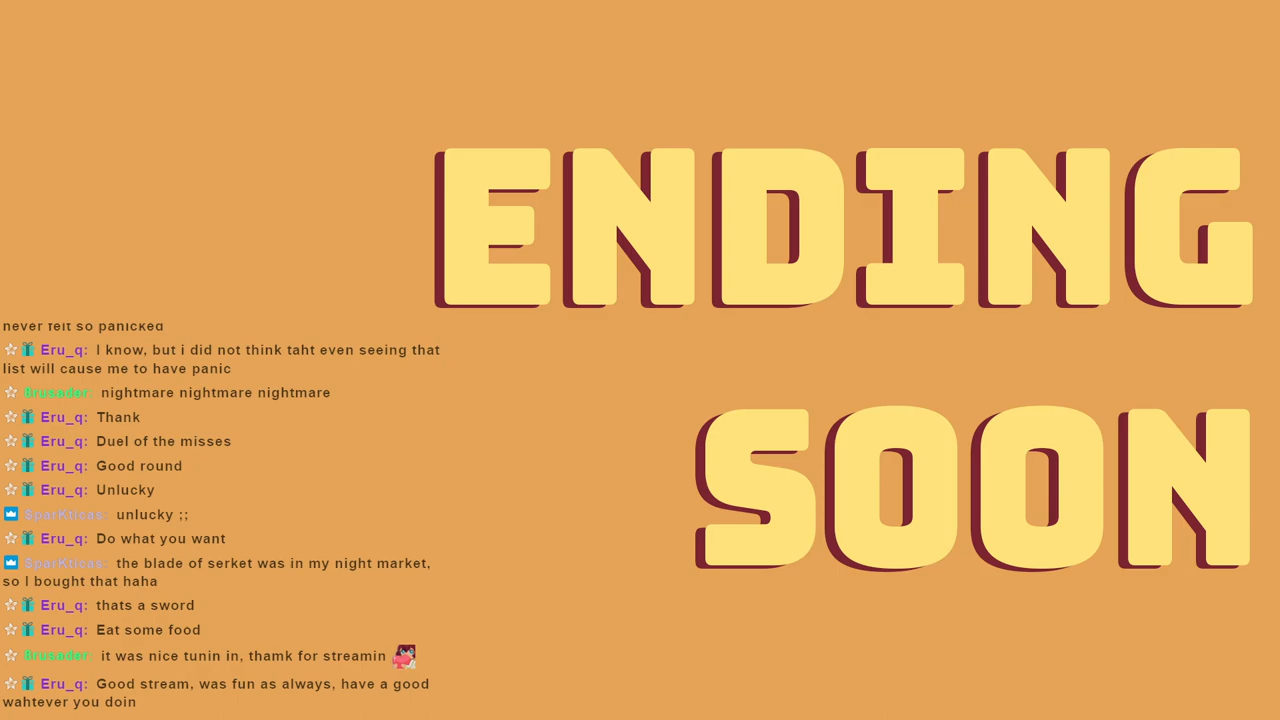 ENDING
SOON
never felt so panicked
Eru_q: I know, but i did not think taht even seeing that
list will cause me to have panic
Brusader: nightmare nightmare nightmare
Eru_q: Thank
Eru_q: Duel of the misses
Eru_q: Good round
Eru_q: Unlucky
SparKticas: unlucky ;;
Eru_q: Do what you want
SparKticas: the blade of serket was in my night market,
so I bought that haha
Eru_q: thats a sword
Eru_q: Eat some food
Brusader: it was nice tunin in, thamk for streamin
Eru_q: Good stream, was fun as always, have a good
wahtever you doin